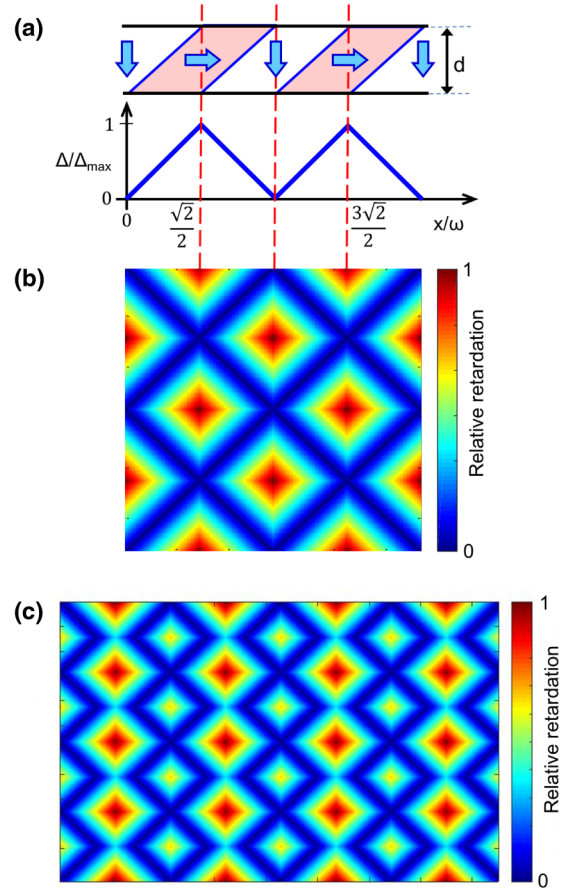 (a)
d
1
Δ/Δmax
0
0
√2
2
3√2
2
x/ω
(b)
1
Relative retardation
0
(c)
1
Relative retardation
0